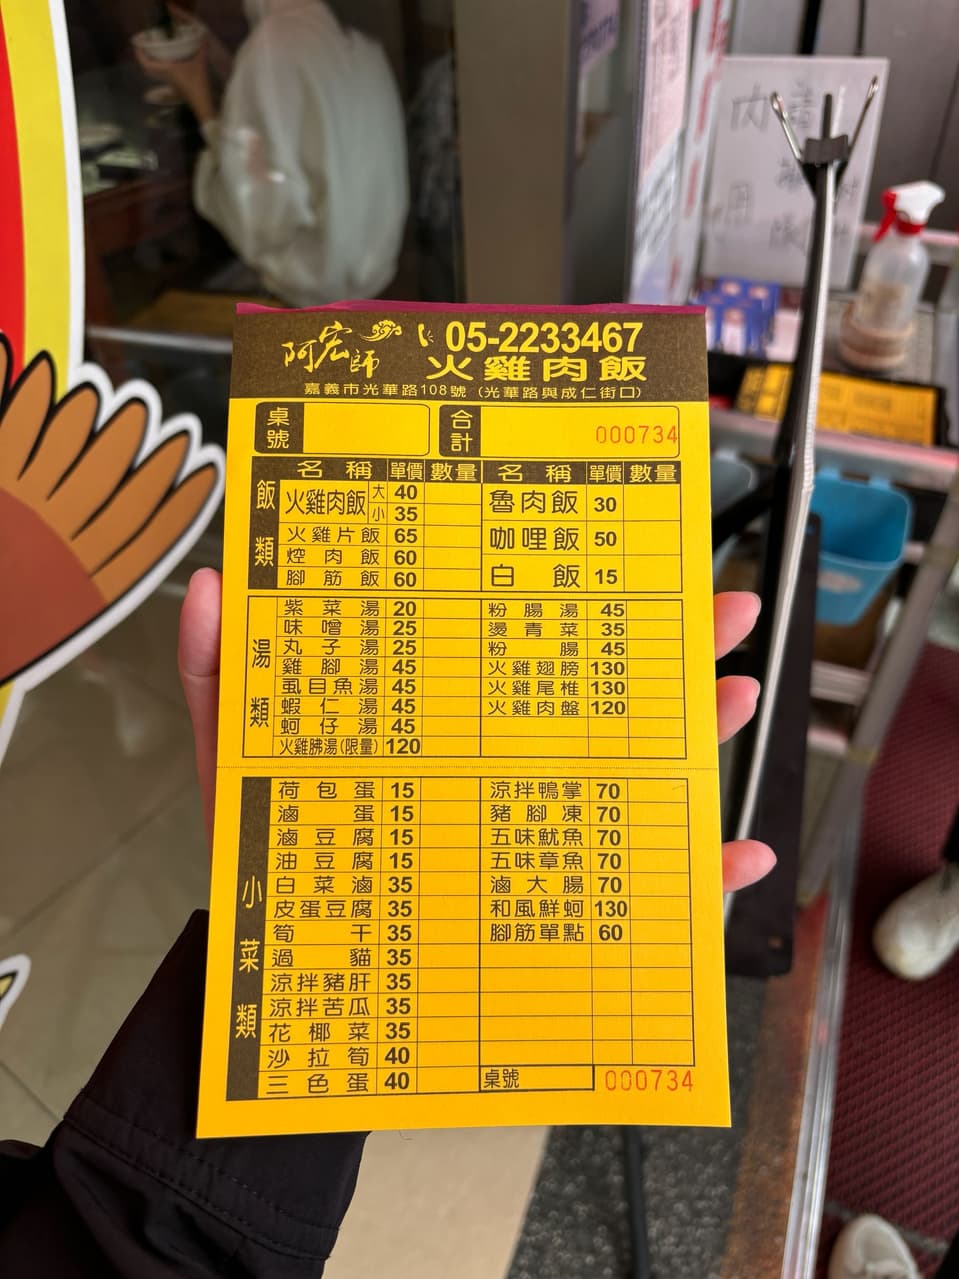 阿宏師 05-2233467
火雞肉飯
嘉義市光華路108號 (光華路與成仁街口)
桌號 合計 000734
名稱 單價 數量 名稱 單價 數量
飯類
火雞肉飯 大 40
小 35
火雞片飯 65
焢肉飯 60
腳筋飯 60
魯肉飯 30
咖哩飯 50
白飯 15
湯類
紫菜湯 20
味噌湯 25
丸子湯 25
雞腳湯 45
虱目魚湯 45
蝦仁湯 45
蚵仔湯 45
火雞胇湯(限量) 120
粉腸湯 45
燙青菜 35
粉腸 45
火雞翅膀 130
火雞尾椎 130
火雞肉盤 120
小菜類
荷包蛋 15
滷蛋 15
滷豆腐 15
油豆腐 15
白菜滷 35
皮蛋豆腐 35
筍干 35
過貓 35
涼拌豬肝 35
涼拌苦瓜 35
花椰菜 35
沙拉筍 40
三色蛋 40
涼拌鴨掌 70
豬腳凍 70
五味魷魚 70
五味章魚 70
滷大腸 70
和風鮮蚵 130
腳筋單點 60
桌號 000734